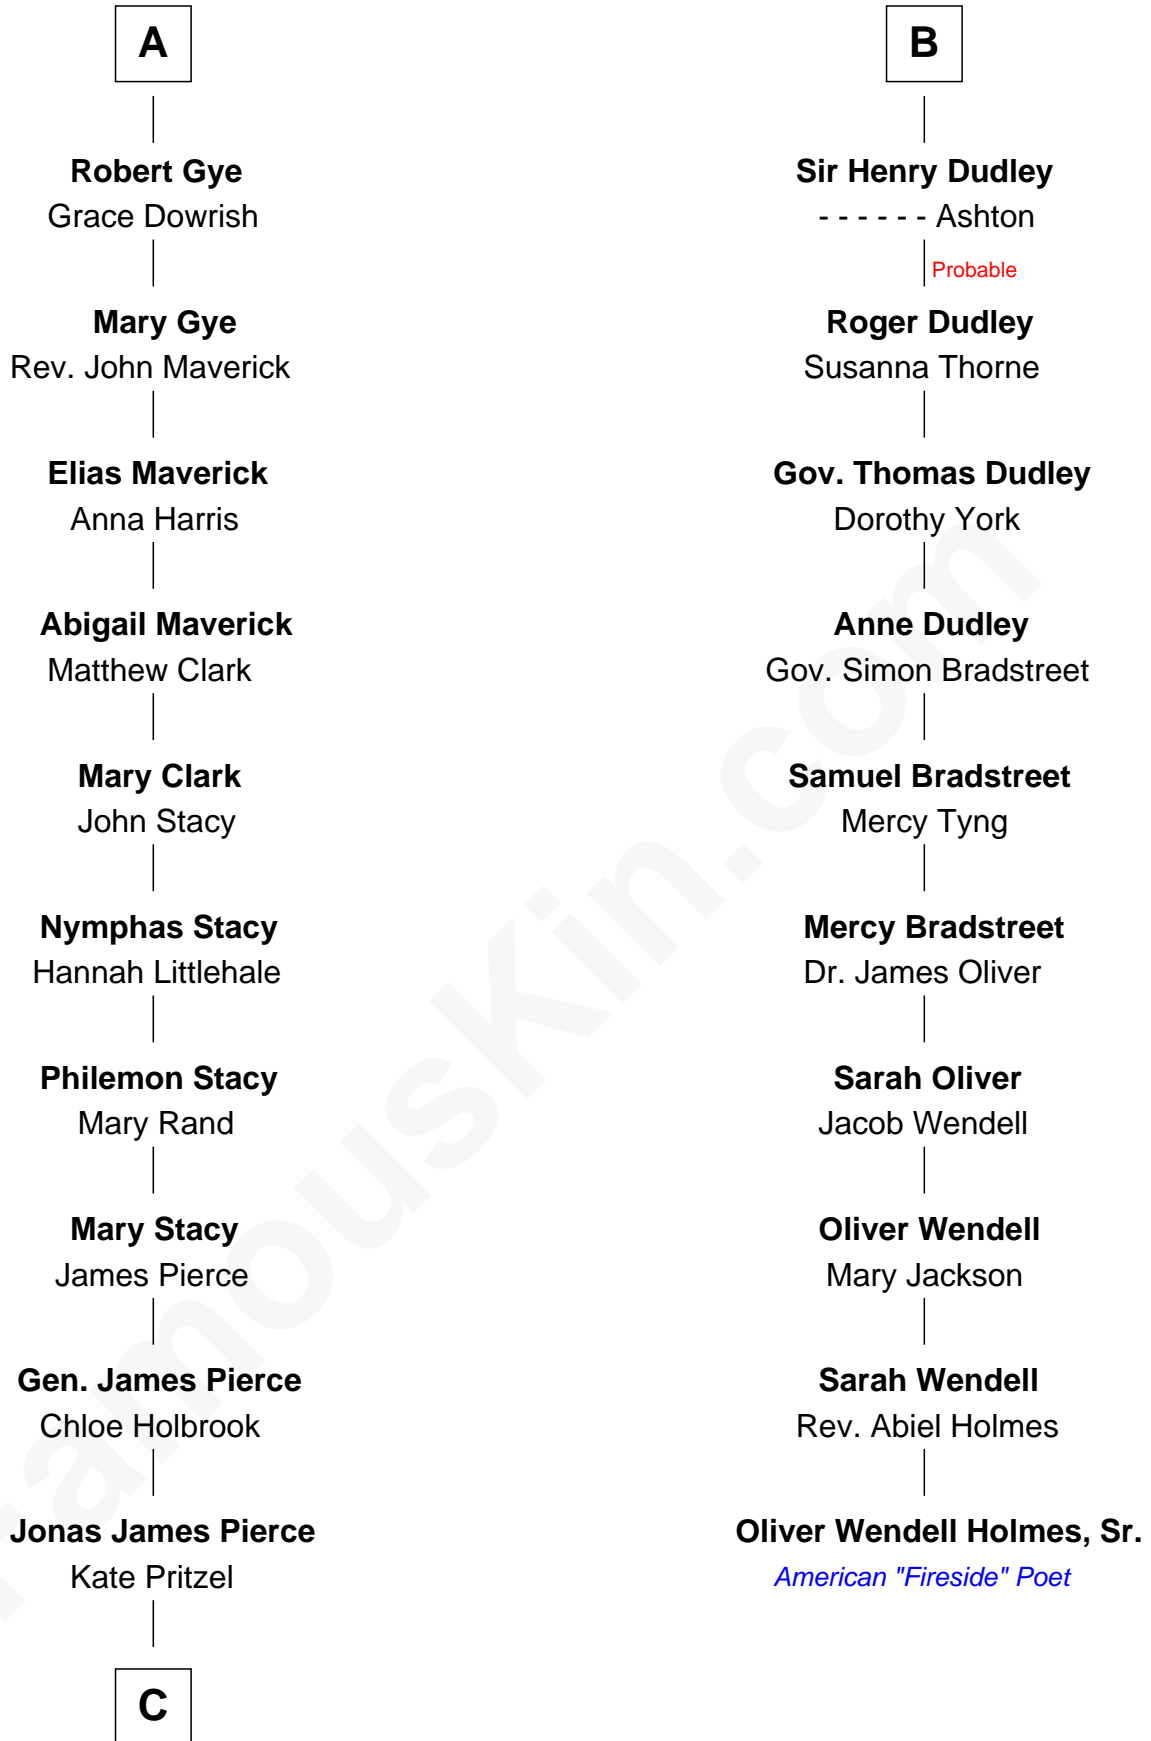 A
Robert Gye
Grace Dowrish
Mary Gye
Rev. John Maverick
Elias Maverick
Anna Harris
Abigail Maverick
Matthew Clark
Mary Clark
John Stacy
Nymphas Stacy
Hannah Littlehale
Philemon Stacy
Mary Rand
Mary Stacy
James Pierce
Gen. James Pierce
Chloe Holbrook
Jonas James Pierce
Kate Pritzel
C
B
Sir Henry Dudley
- - - - - - Ashton
Probable
Roger Dudley
Susanna Thorne
Gov. Thomas Dudley
Dorothy York
Anne Dudley
Gov. Simon Bradstreet
Samuel Bradstreet
Mercy Tyng
Mercy Bradstreet
Dr. James Oliver
Sarah Oliver
Jacob Wendell
Oliver Wendell
Mary Jackson
Sarah Wendell
Rev. Abiel Holmes
Oliver Wendell Holmes, Sr.
American "Fireside" Poet
FamousKin.com